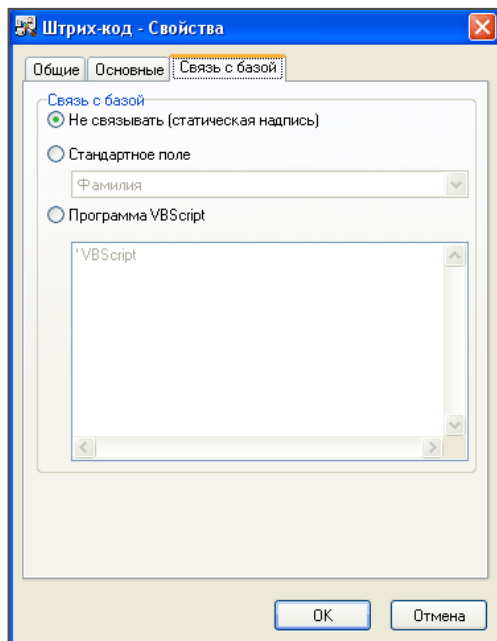 Штрих-код - Свойства
Общие Основные Связь с базой
Связь с базой
Не связывать (статическая надпись)
Стандартное поле
Фамилия
Программа VBScript
' VBScript
OK Отмена